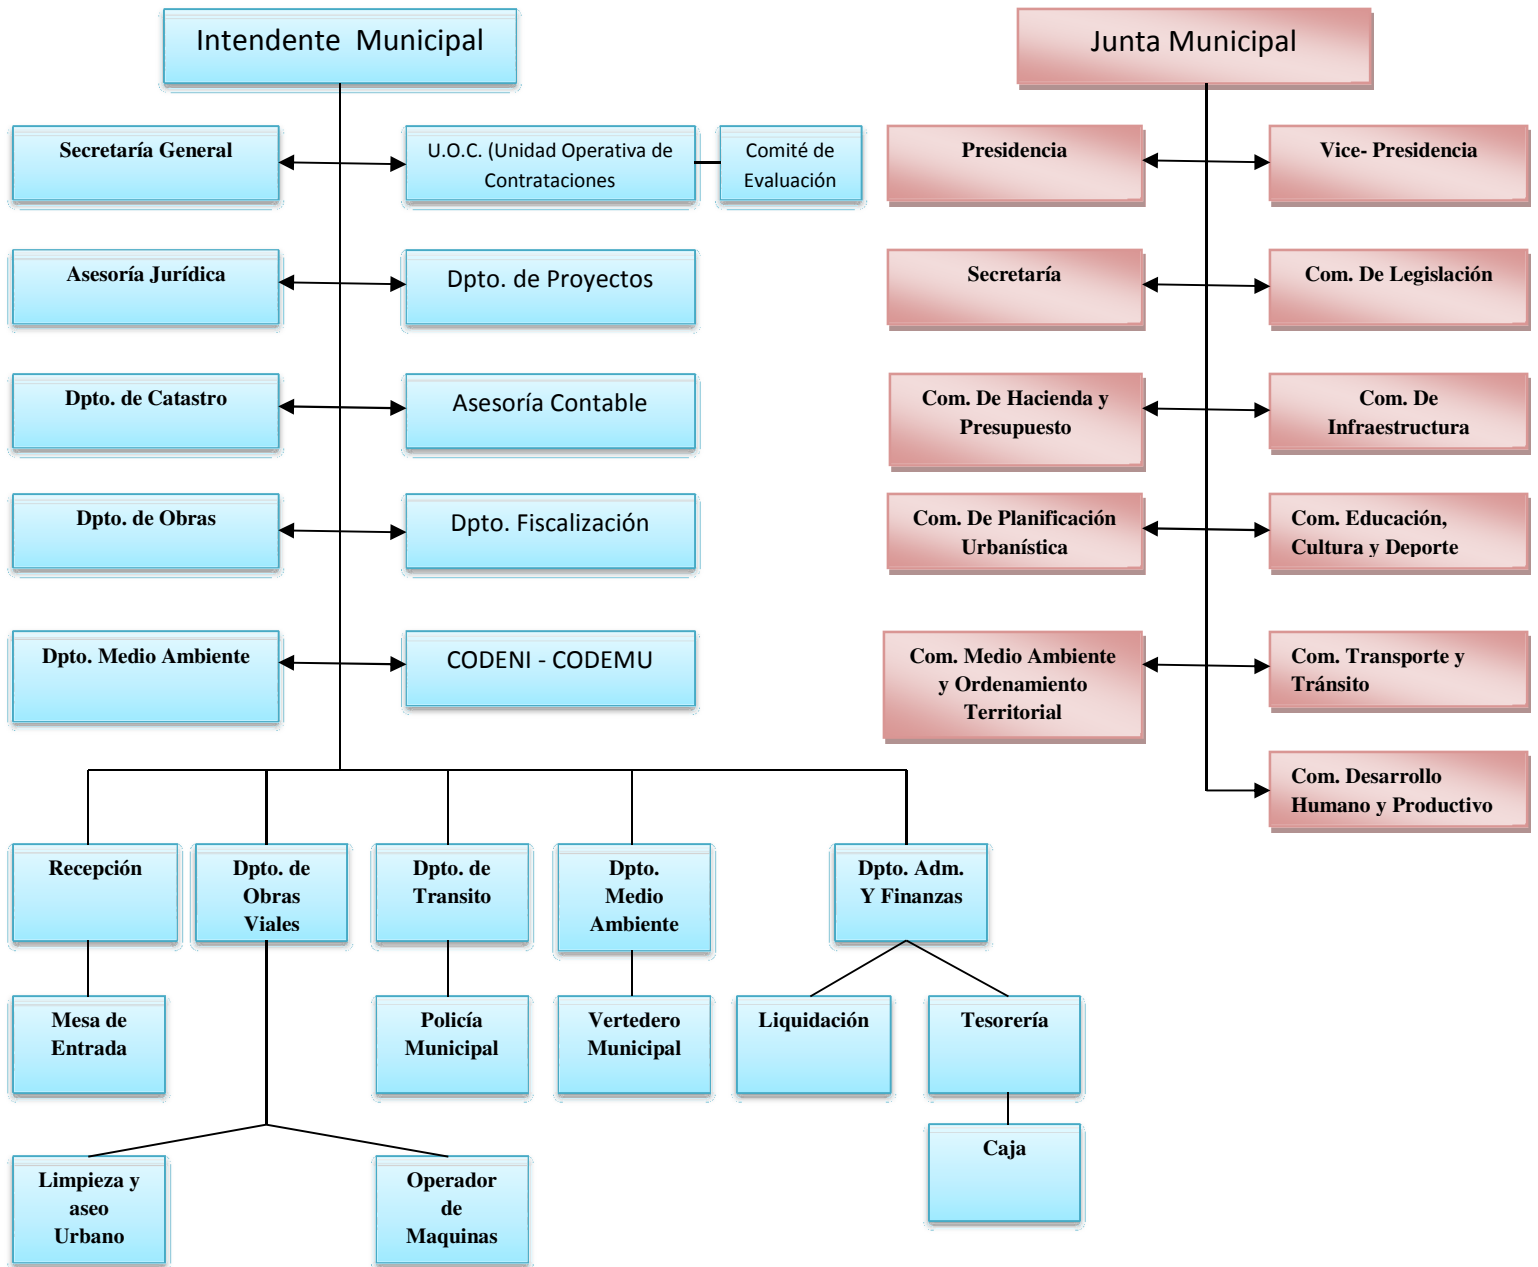 Intendente  Municipal
Junta Municipal
Secretaría General
U.O.C. (Unidad Operativa de
Contrataciones
Comité de
Evaluación
Presidencia
Vice- Presidencia
Asesoría Jurídica
Dpto. de Proyectos
Secretaría
Com. De Legislación
Dpto. de Catastro
Asesoría Contable
Com. De Hacienda y
Presupuesto
Com. De
Infraestructura
Dpto. de Obras
Dpto. Fiscalización
Com. De Planificación
Urbanística
Com. Educación,
Cultura y Deporte
Dpto. Medio Ambiente
CODENI - CODEMU
Com. Medio Ambiente
y Ordenamiento
Territorial
Com. Transporte y
Tránsito
Com. Desarrollo
Humano y Productivo
Recepción
Dpto. de
Obras
Viales
Dpto. de
Transito
Dpto.
Medio
Ambiente
Dpto. Adm.
Y Finanzas
Mesa de
Entrada
Policía
Municipal
Vertedero
Municipal
Liquidación
Tesorería
Caja
Limpieza y
aseo
Urbano
Operador
de
Maquinas